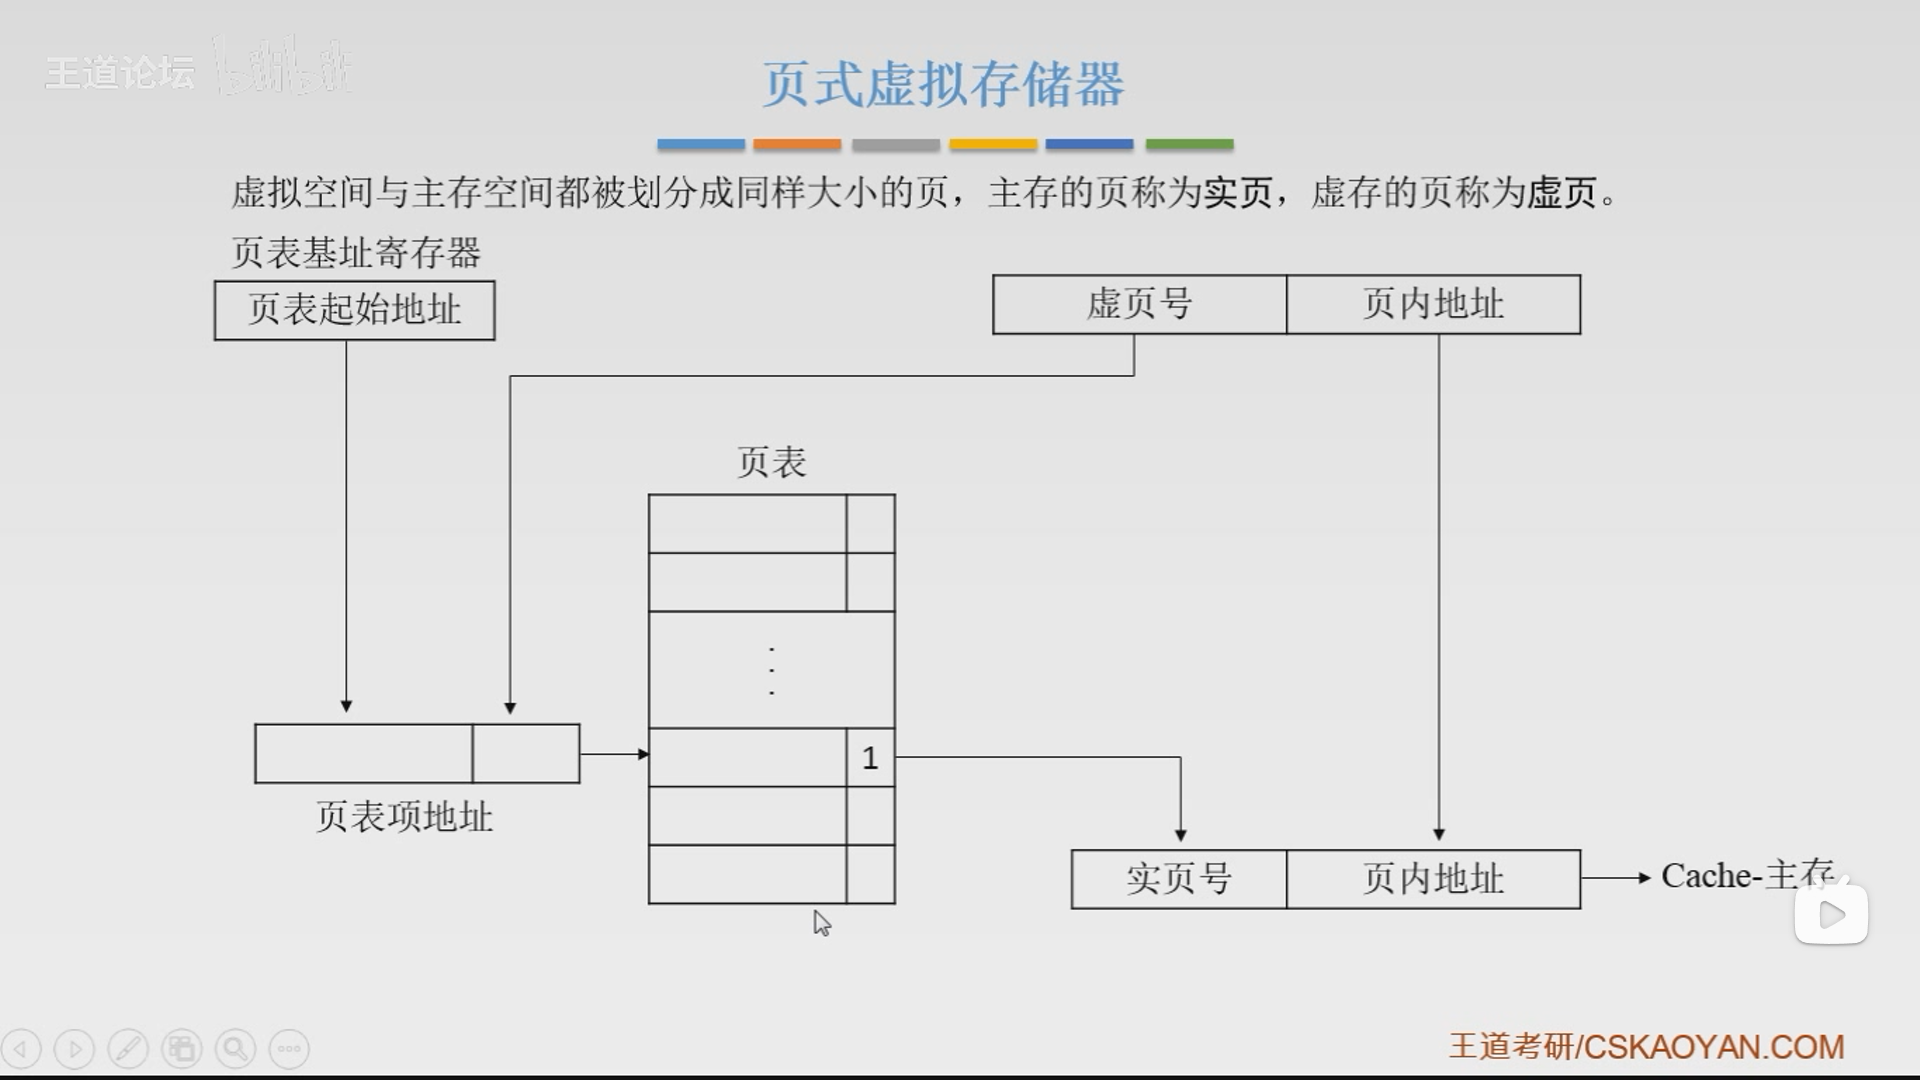 王道论坛 bilibili
页式虚拟存储器
虚拟空间与主存空间都被划分成同样大小的页，主存的页称为实页，虚存的页称为虚页。
页表基址寄存器
页表起始地址
虚页号 页内地址
页表
1
页表项地址
实页号 页内地址
Cache-主存
王道考研/CSKAOYAN.COM